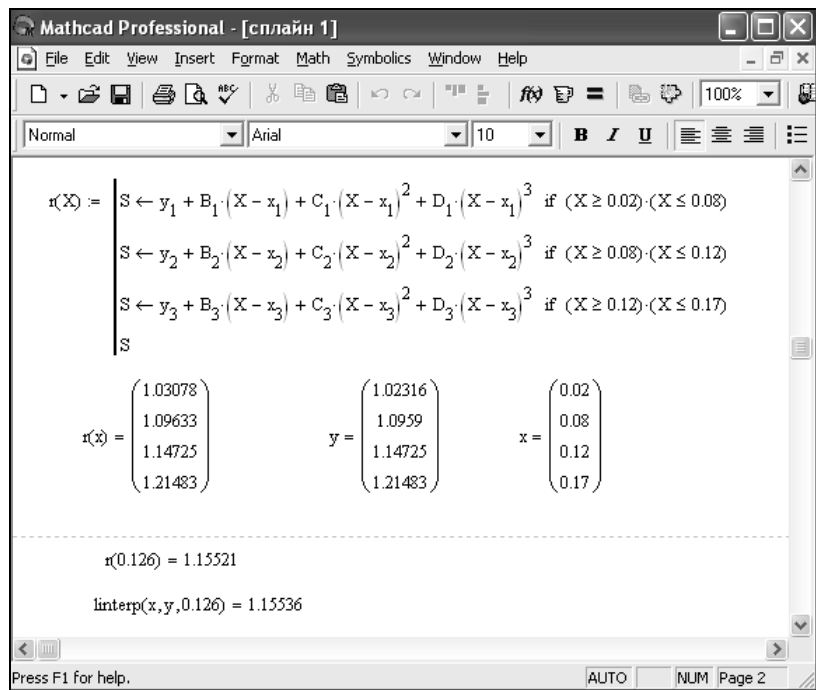 Mathcad Professional - [сплайн 1]
File Edit View Insert Format Math Symbolics Window Help
100%
Normal Arial 10 B I U
r(X) := S ← y₁ + B₁·(X − x₁) + C₁·(X − x₁)² + D₁·(X − x₁)³ if (X ≥ 0.02)·(X ≤ 0.08)
S ← y₂ + B₂·(X − x₂) + C₂·(X − x₂)² + D₂·(X − x₂)³ if (X ≥ 0.08)·(X ≤ 0.12)
S ← y₃ + B₃·(X − x₃) + C₃·(X − x₃)² + D₃·(X − x₃)³ if (X ≥ 0.12)·(X ≤ 0.17)
S
r(x) = (1.03078 1.09633 1.14725 1.21483) y = (1.02316 1.0959 1.14725 1.21483) x = (0.02 0.08 0.12 0.17)
r(0.126) = 1.15521
linterp(x,y,0.126) = 1.15536
Press F1 for help. AUTO NUM Page 2